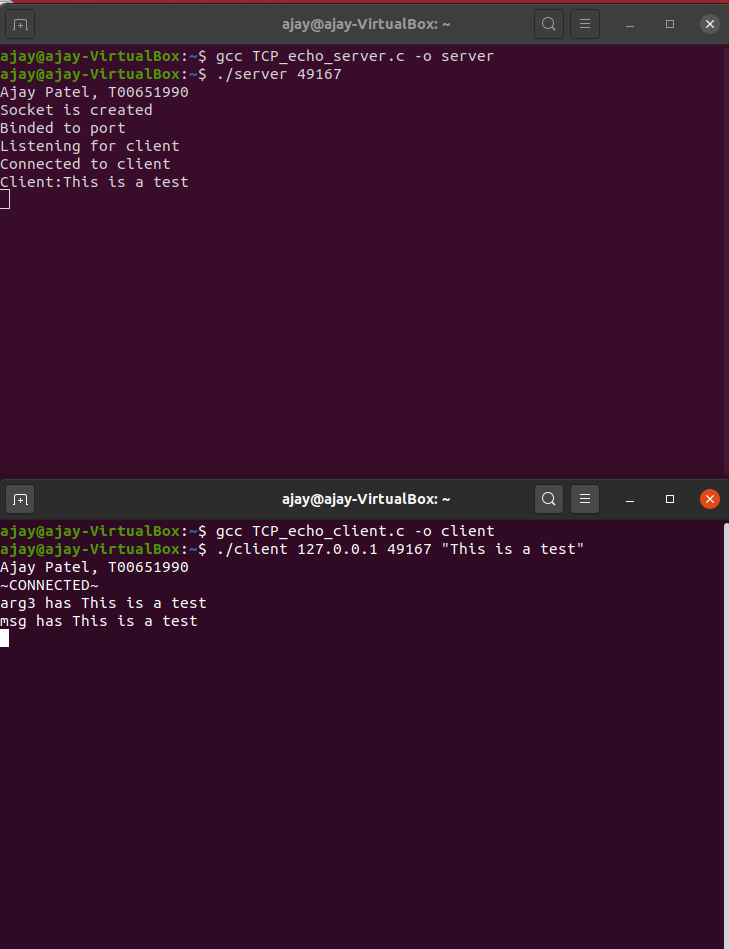 ajay@ajay-VirtualBox: ~
ajay@ajay-VirtualBox:~$ gcc TCP_echo_server.c -o server
ajay@ajay-VirtualBox:~$ ./server 49167
Ajay Patel, T00651990
Socket is created
Binded to port
Listening for client
Connected to client
Client:This is a test
ajay@ajay-VirtualBox: ~
ajay@ajay-VirtualBox:~$ gcc TCP_echo_client.c -o client
ajay@ajay-VirtualBox:~$ ./client 127.0.0.1 49167 "This is a test"
Ajay Patel, T00651990
~CONNECTED~
arg3 has This is a test
msg has This is a test